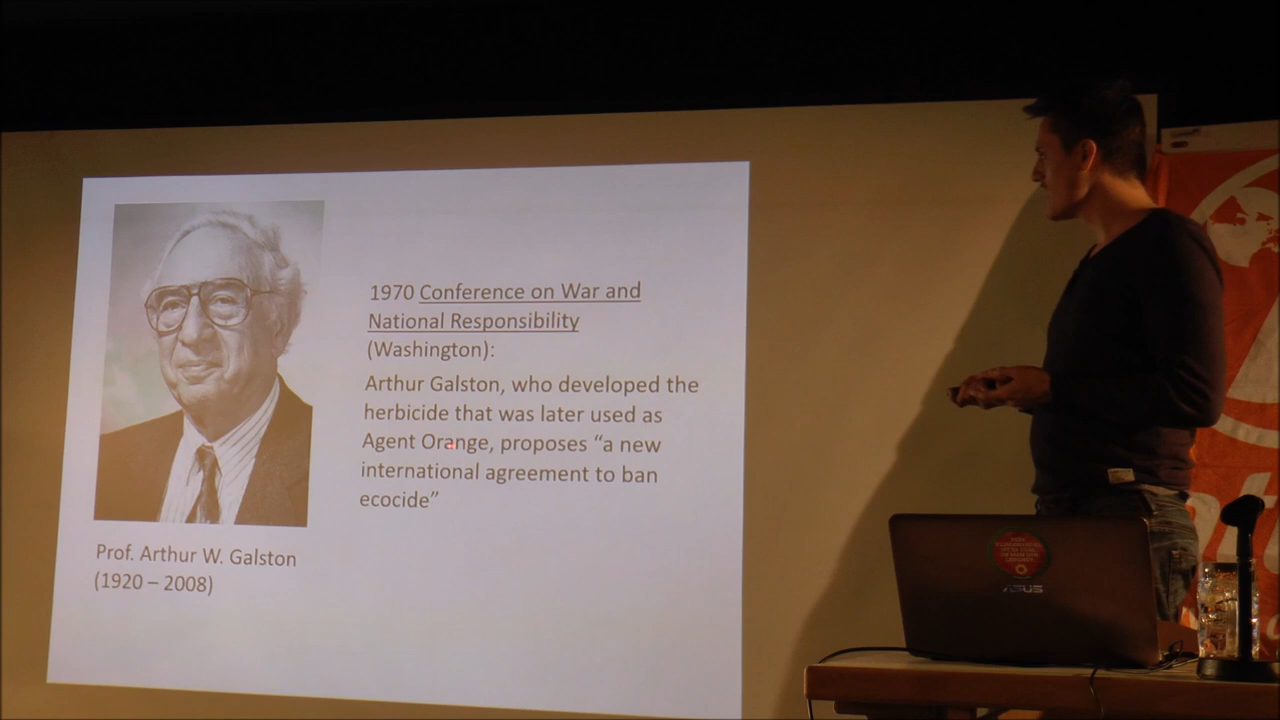 1970 Conference on War and
National Responsibility
(Washington):
Arthur Galston, who developed the
herbicide that was later used as
Agent Orange, proposes “a new
international agreement to ban
ecocide”
Prof. Arthur W. Galston
(1920 – 2008)
ASUS